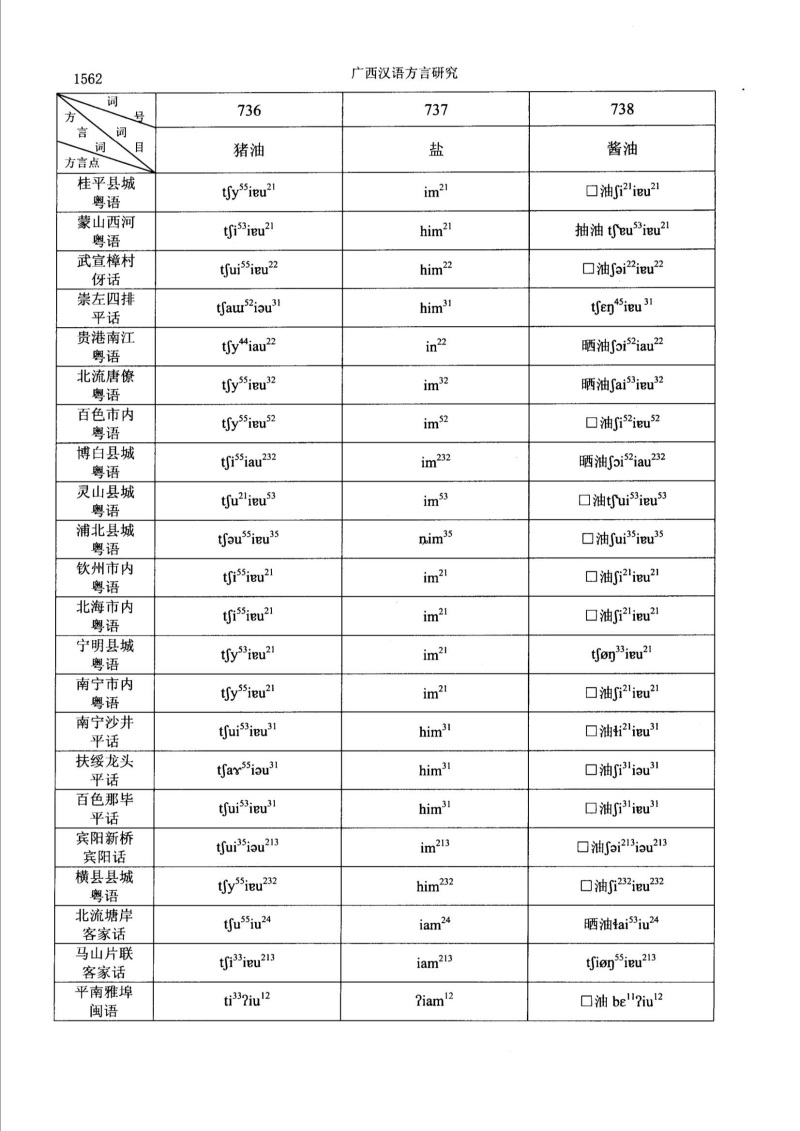 1562
广西汉语方言研究
词 号 736 737 738
方言 词目 词 方言点 猪油 盐 酱油
桂平县城 粤语 tʃy⁵⁵iɐu²¹ im²¹ □油ʃi²¹iɐu²¹
蒙山西河 粤语 tʃi⁵³iɐu²¹ him²¹ 抽油 tʃʻɐu⁵³iɐu²¹
武宣樟村 伢话 tʃui⁵⁵iɐu²² him²² □油ʃəi²²iɐu²²
崇左四排 平话 tʃaɯ⁵²iəu³¹ him³¹ tʃɛŋ⁴⁵iɐu³¹
贵港南江 粤语 tʃy⁴⁴iau²² in²² 晒油ʃɔi⁵²iau²²
北流唐僚 粤语 tʃy⁵⁵iɐu³² im³² 晒油ʃai⁵³iɐu³²
百色市内 粤语 tʃy⁵⁵iɐu⁵² im⁵² □油ʃi⁵²iɐu⁵²
博白县城 粤语 tʃi⁵⁵iau²³² im²³² 晒油ʃɔi⁵²iau²³²
灵山县城 粤语 tʃu²¹iɐu⁵³ im⁵³ □油tʃʻui⁵³iɐu⁵³
浦北县城 粤语 tʃəu⁵⁵iɐu³⁵ ȵim³⁵ □油ʃui³⁵iɐu³⁵
钦州市内 粤语 tʃi⁵⁵iɐu²¹ im²¹ □油ʃi²¹iɐu²¹
北海市内 粤语 tʃi⁵⁵iɐu²¹ im²¹ □油ʃi²¹iɐu²¹
宁明县城 粤语 tʃy⁵³iɐu²¹ im²¹ tʃøŋ³³iɐu²¹
南宁市内 粤语 tʃy⁵⁵iɐu²¹ im²¹ □油ʃi²¹iɐu²¹
南宁沙井 平话 tʃui⁵³iɐu³¹ him³¹ □油ɬi²¹iɐu³¹
扶绥龙头 平话 tʃaɤ⁵⁵iəu³¹ him³¹ □油ʃi³¹iəu³¹
百色那毕 平话 tʃui⁵³iɐu³¹ him³¹ □油ʃi³¹iɐu³¹
宾阳新桥 宾阳话 tʃui³⁵iəu²¹³ im²¹³ □油ʃəi²¹³iəu²¹³
横县县城 粤语 tʃy⁵⁵iɐu²³² him²³² □油ʃi²³²iɐu²³²
北流塘岸 客家话 tʃu⁵⁵iu²⁴ iam²⁴ 晒油ɬai⁵³iu²⁴
马山片联 客家话 tʃi³³iɐu²¹³ iam²¹³ tʃiøŋ⁵⁵iɐu²¹³
平南雅埠 闽语 ti³³ʔiu¹² ʔiam¹² □油 bɛ¹¹ʔiu¹²